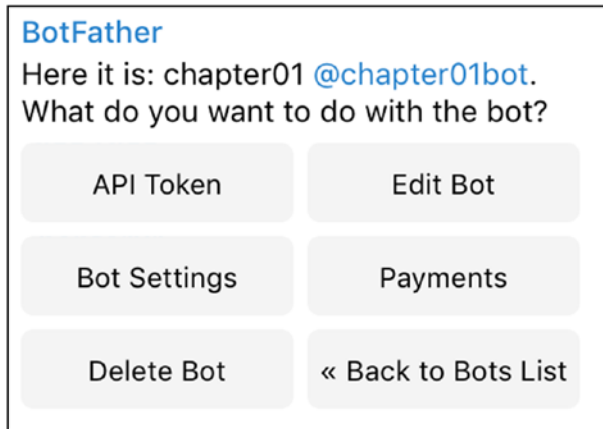 BotFather
Here it is: chapter01 @chapter01bot.
What do you want to do with the bot?
API Token
Edit Bot
Bot Settings
Payments
Delete Bot
« Back to Bots List